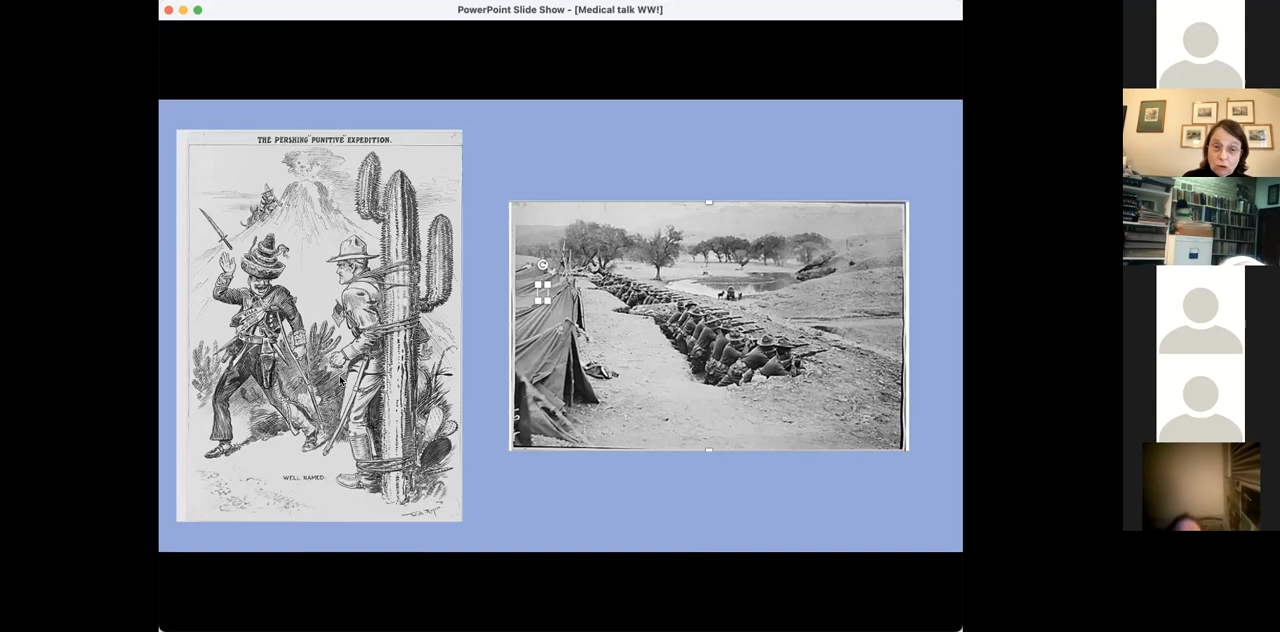 PowerPoint Slide Show - [Medical talk WW!]
THE PERSHING "PUNITIVE" EXPEDITION.
WELL NAMED.